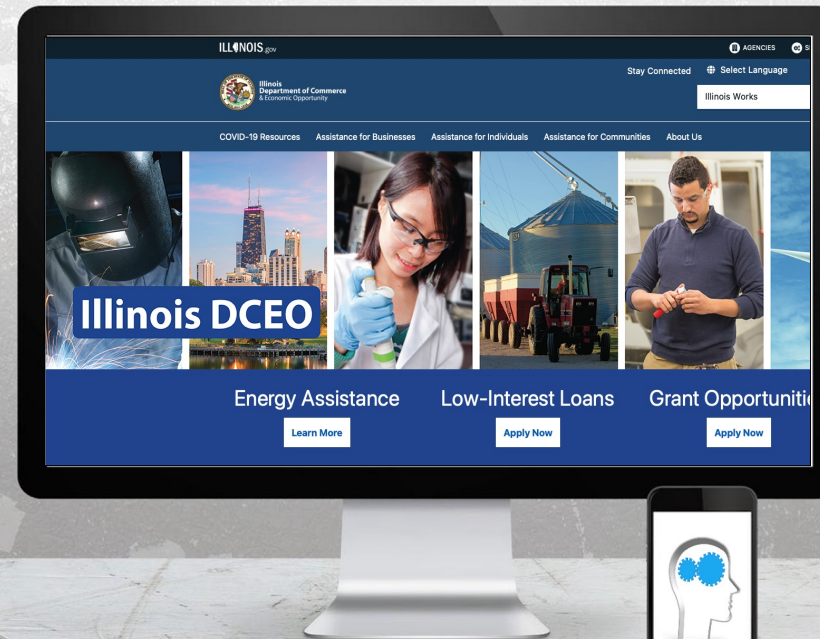 ILLINOIS.gov
AGENCIES
Stay Connected
Select Language
Illinois
Department of Commerce
& Economic Opportunity
Illinois Works
COVID-19 Resources
Assistance for Businesses
Assistance for Individuals
Assistance for Communities
About Us
Illinois DCEO
Energy Assistance
Low-Interest Loans
Grant Opportuniti
Learn More
Apply Now
Apply Now